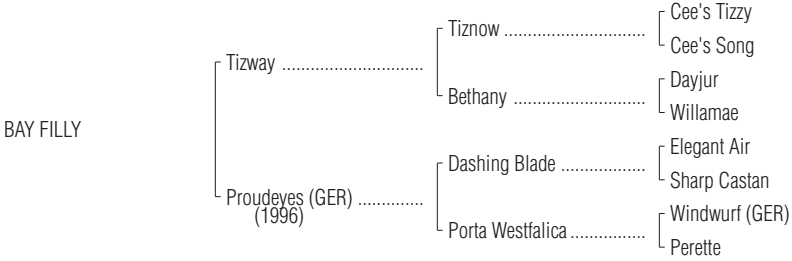 Cee's Tizzy
Tiznow ..............................
Cee's Song
Tizway ..............................
Dayjur
Bethany ............................
Willamae
BAY FILLY
Elegant Air
Dashing Blade ..................
Sharp Castan
Proudeyes (GER) ..............
(1996)
Windwurf (GER)
Porta Westfalica ................
Perette